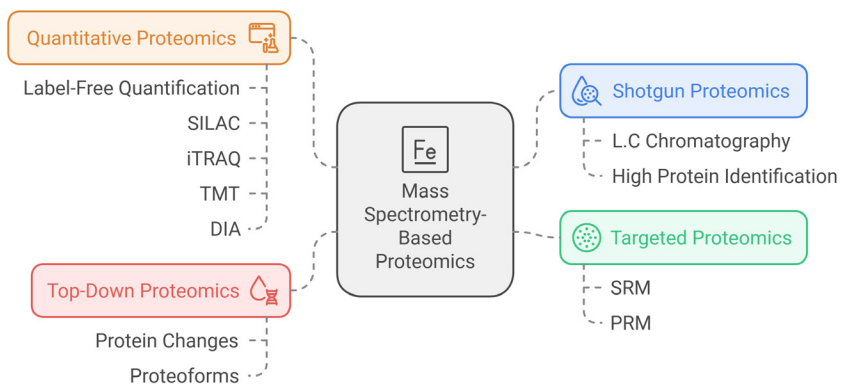 Quantitative Proteomics
Label-Free Quantification
SILAC
iTRAQ
TMT
DIA
Top-Down Proteomics
Protein Changes
Proteoforms
Fe
Mass
Spectrometry-
Based
Proteomics
Shotgun Proteomics
L.C Chromatography
High Protein Identification
Targeted Proteomics
SRM
PRM